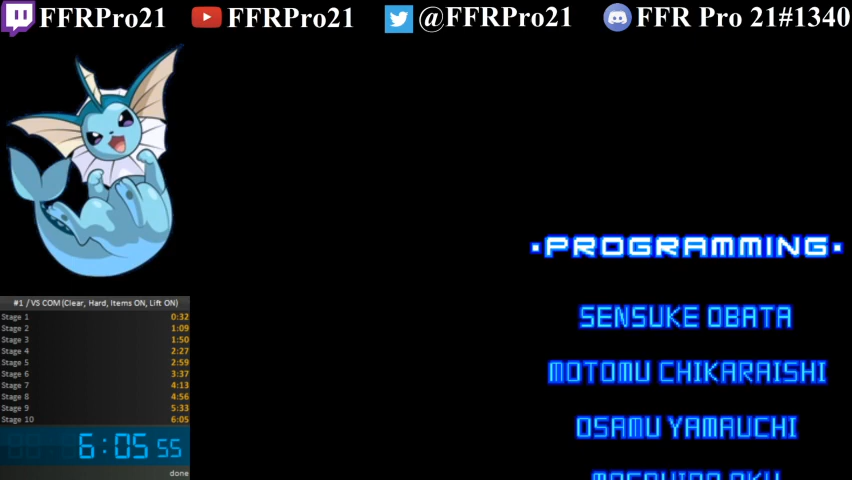 FFRPro21 FFRPro21 @FFRPro21 FFR Pro 21#1340
·PROGRAMMING·
SENSUKE OBATA
MOTOMU CHIKARAISHI
OSAMU YAMAUCHI
#1 / VS COM (Clear, Hard, Items ON, Lift ON)
Stage 1 0:32
Stage 2 1:09
Stage 3 1:50
Stage 4 2:27
Stage 5 2:59
Stage 6 3:37
Stage 7 4:13
Stage 8 4:56
Stage 9 5:33
Stage 10 6:05
6:05 55
done